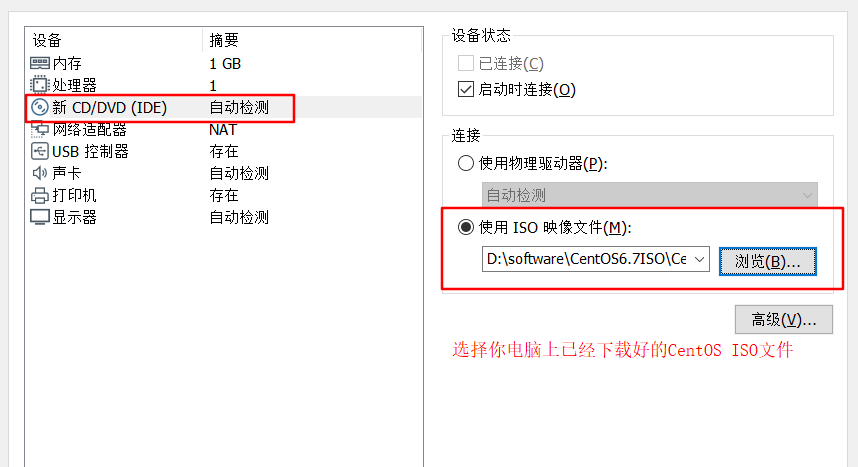 设备 摘要
内存 1 GB
处理器 1
新 CD/DVD (IDE) 自动检测
网络适配器 NAT
USB 控制器 存在
声卡 自动检测
打印机 存在
显示器 自动检测
设备状态
已连接(C)
启动时连接(O)
连接
使用物理驱动器(P):
自动检测
使用 ISO 映像文件(M):
D:\software\CentOS6.7ISO\Ce 浏览(B)...
高级(V)...
选择你电脑上已经下载好的CentOS ISO文件